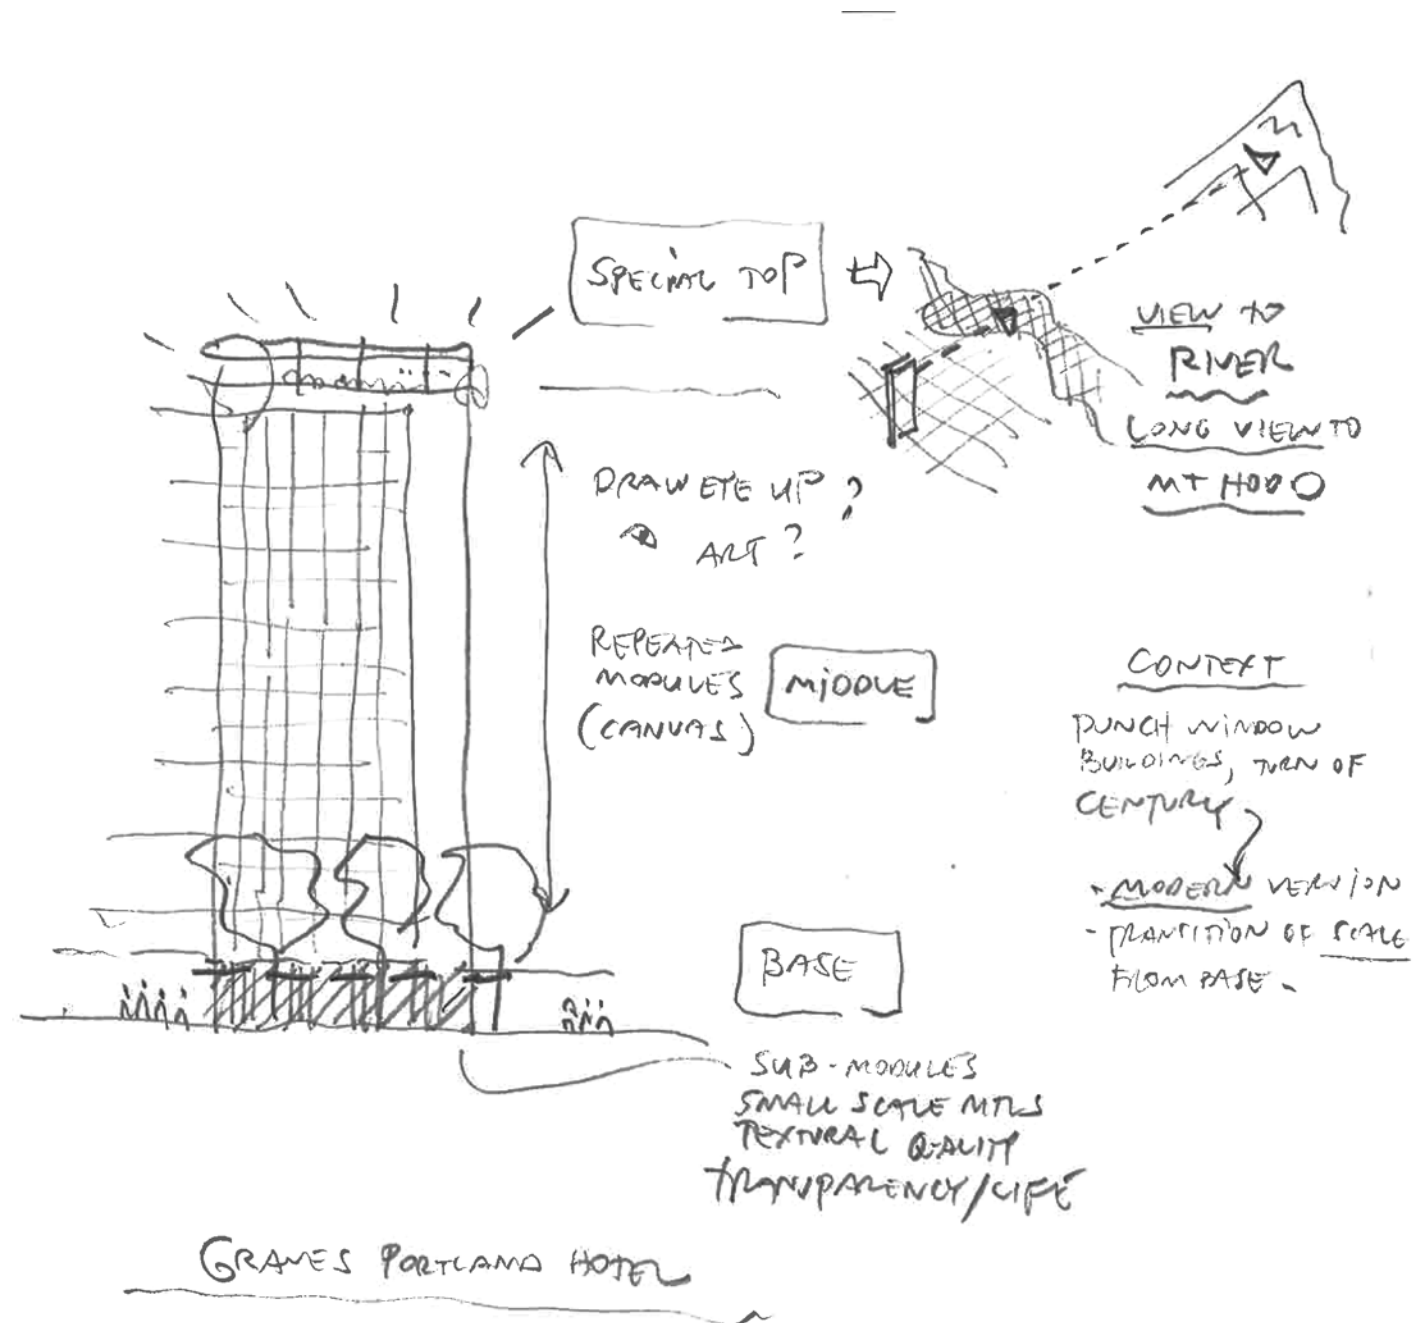 SPECIAL TOP
VIEW TO
RIVER
LONG VIEW TO
MT HOOD
DRAW EYE UP?
ART?
REPEATED
MODULES
(CANVAS)
MIDDLE
CONTEXT
PUNCH WINDOW
BUILDINGS, TURN OF
CENTURY
- MODERN VERSION
- TRANSITION OF SCALE
FROM BASE.
BASE
SUB-MODULES
SMALL SCALE MTLS
TEXTURAL QUALITY
TRANSPARENCY/LIFE
GRAVES PORTLAND HOTEL